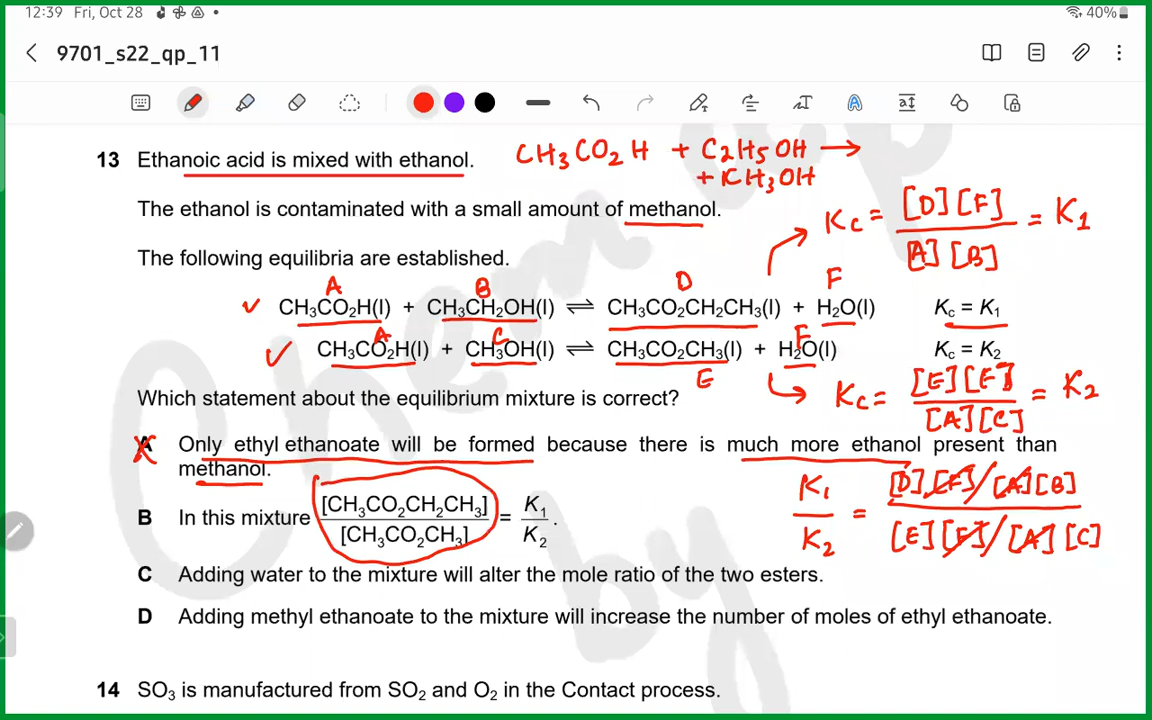 12:39 Fri, Oct 28 40%
9701_s22_qp_11
13 Ethanoic acid is mixed with ethanol. CH3CO2H + C2H5OH →
+ CH3OH
The ethanol is contaminated with a small amount of methanol.
Kc = [D][F] / [A][B] = K1
The following equilibria are established.
A B D F
CH₃CO₂H(l) + CH₃CH₂OH(l) ⇌ CH₃CO₂CH₂CH₃(l) + H₂O(l) Kc = K₁
A C F
CH₃CO₂H(l) + CH₃OH(l) ⇌ CH₃CO₂CH₃(l) + H₂O(l) Kc = K₂
E
Kc = [E][F] / [A][C] = K2
Which statement about the equilibrium mixture is correct?
A Only ethyl ethanoate will be formed because there is much more ethanol present than
methanol.
K1 / K2 = [D][F]/[A][B] / [E][F]/[A][C]
B In this mixture [CH₃CO₂CH₂CH₃] / [CH₃CO₂CH₃] = K₁ / K₂.
C Adding water to the mixture will alter the mole ratio of the two esters.
D Adding methyl ethanoate to the mixture will increase the number of moles of ethyl ethanoate.
14 SO₃ is manufactured from SO₂ and O₂ in the Contact process.
by